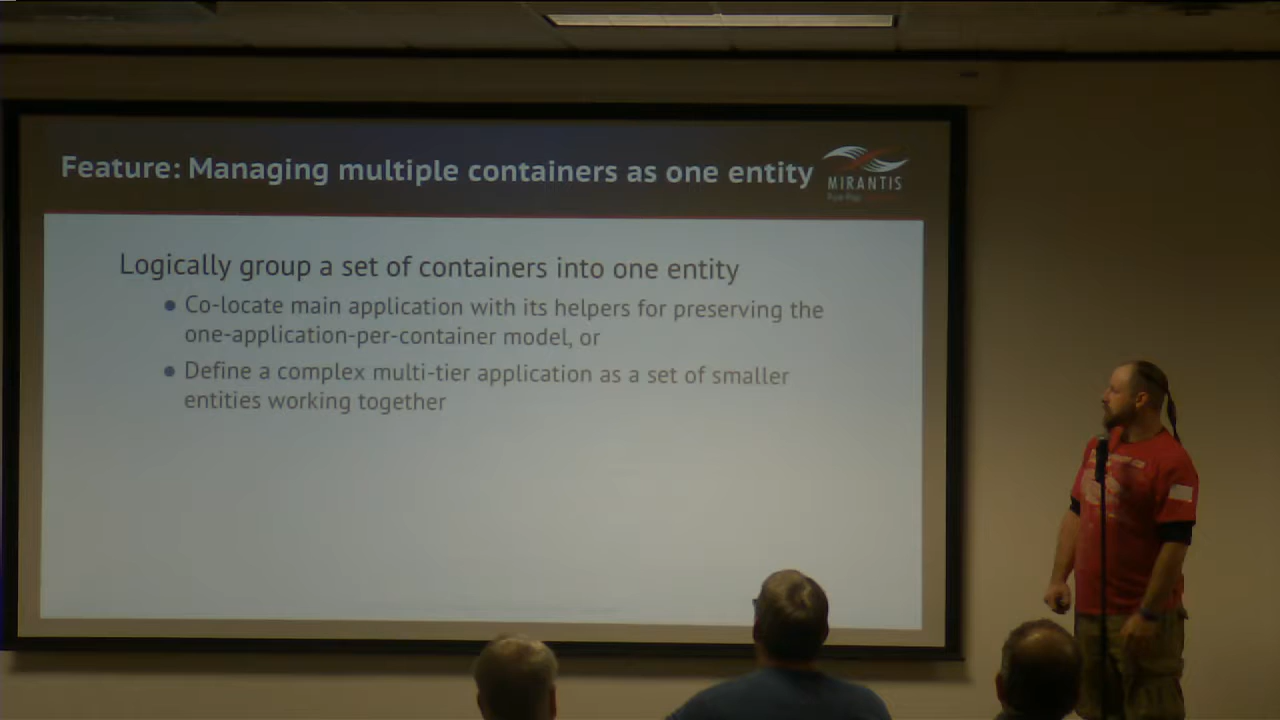 Feature: Managing multiple containers as one entity
MIRANTIS
Logically group a set of containers into one entity
Co-locate main application with its helpers for preserving the
one-application-per-container model, or
Define a complex multi-tier application as a set of smaller
entities working together